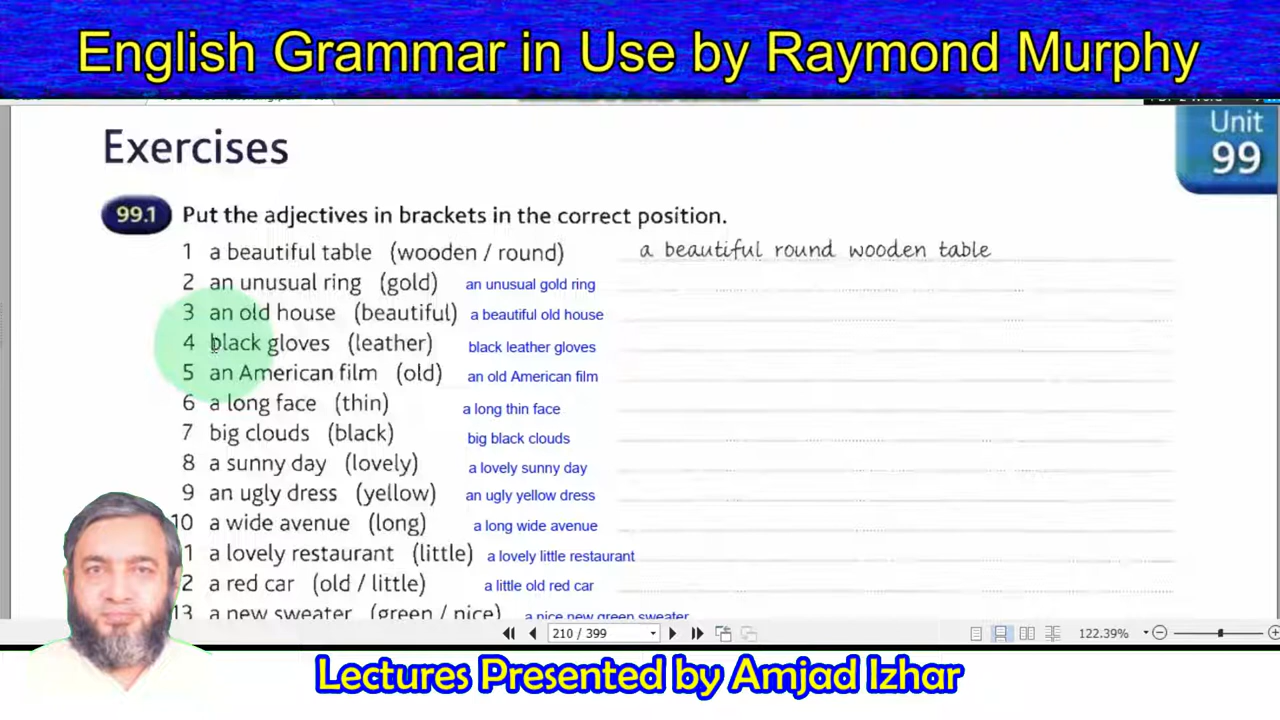 English Grammar in Use by Raymond Murphy
Exercises
Unit
99
99.1 Put the adjectives in brackets in the correct position.
1 a beautiful table (wooden / round) a beautiful round wooden table
2 an unusual ring (gold) an unusual gold ring
3 an old house (beautiful) a beautiful old house
4 black gloves (leather) black leather gloves
5 an American film (old) an old American film
6 a long face (thin) a long thin face
7 big clouds (black) big black clouds
8 a sunny day (lovely) a lovely sunny day
9 an ugly dress (yellow) an ugly yellow dress
10 a wide avenue (long) a long wide avenue
1 a lovely restaurant (little) a lovely little restaurant
2 a red car (old / little) a little old red car
13 a new sweater (green / nice) a nice new green sweater
210 / 399
122.39%
Lectures Presented by Amjad Izhar